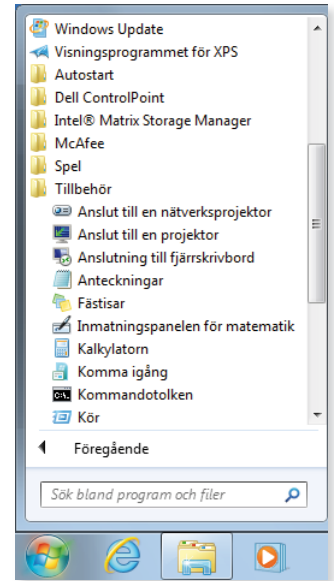 Windows Update
Visningsprogrammet för XPS
Autostart
Dell ControlPoint
Intel® Matrix Storage Manager
McAfee
Spel
Tillbehör
Anslut till en nätverksprojektor
Anslut till en projektor
Anslutning till fjärrskrivbord
Anteckningar
Fästisar
Inmatningspanelen för matematik
Kalkylatorn
Komma igång
Kommandotolken
Kör
Föregående
Sök bland program och filer